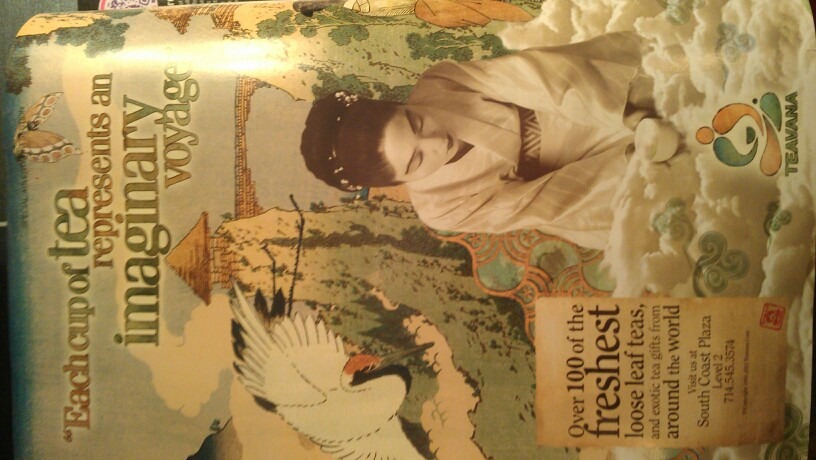 "Each cup of tea
represents an
imaginary
voyage
TEAVANA
Over 100 of the
freshest
loose leaf teas,
and exotic tea gifts from
around the world
Visit us at
South Coast Plaza
Level 2
714.545.3574